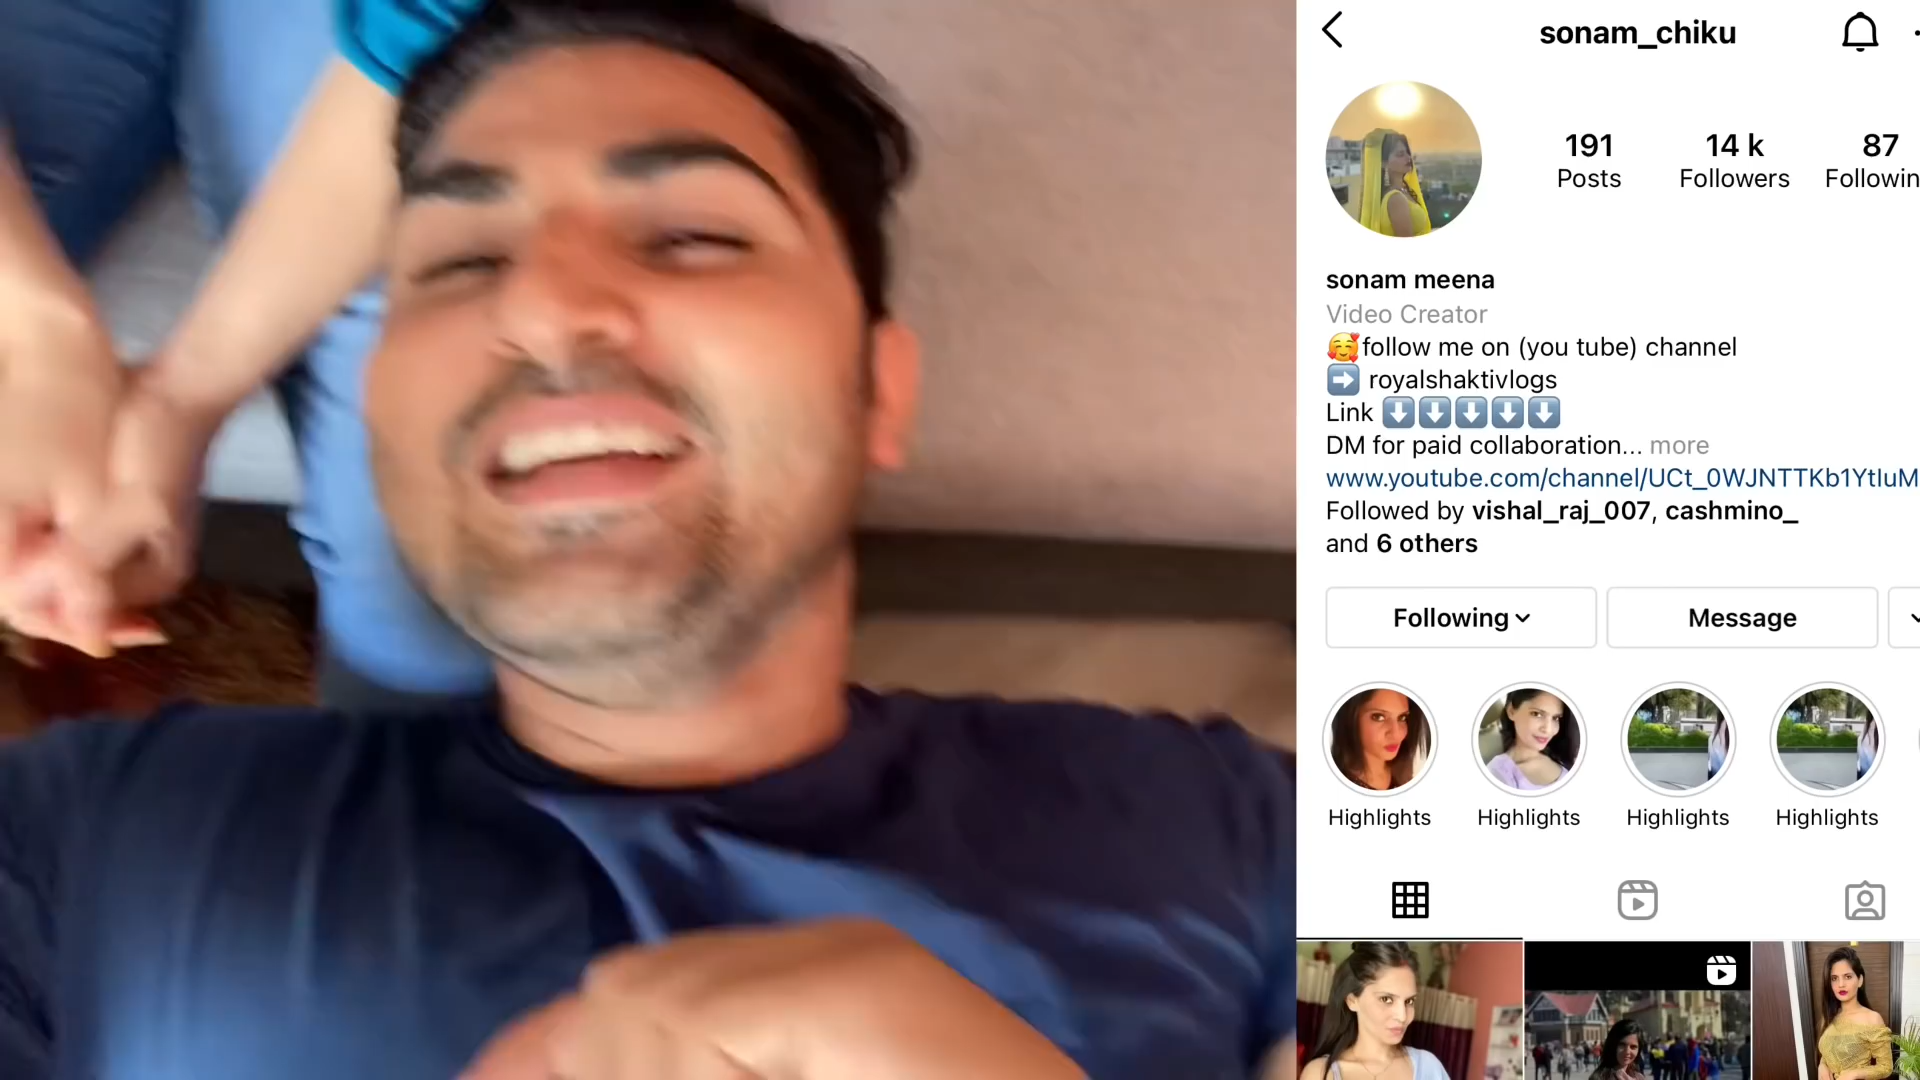 sonam_chiku
191
Posts
14 k
Followers
87
Followin
sonam meena
Video Creator
🥰follow me on (you tube) channel
➡️ royalshaktivlogs
Link ⬇️⬇️⬇️⬇️⬇️
DM for paid collaboration... more
www.youtube.com/channel/UCt_0WJNTTKb1YtIuM
Followed by vishal_raj_007, cashmino_
and 6 others
Following
Message
Highlights
Highlights
Highlights
Highlights